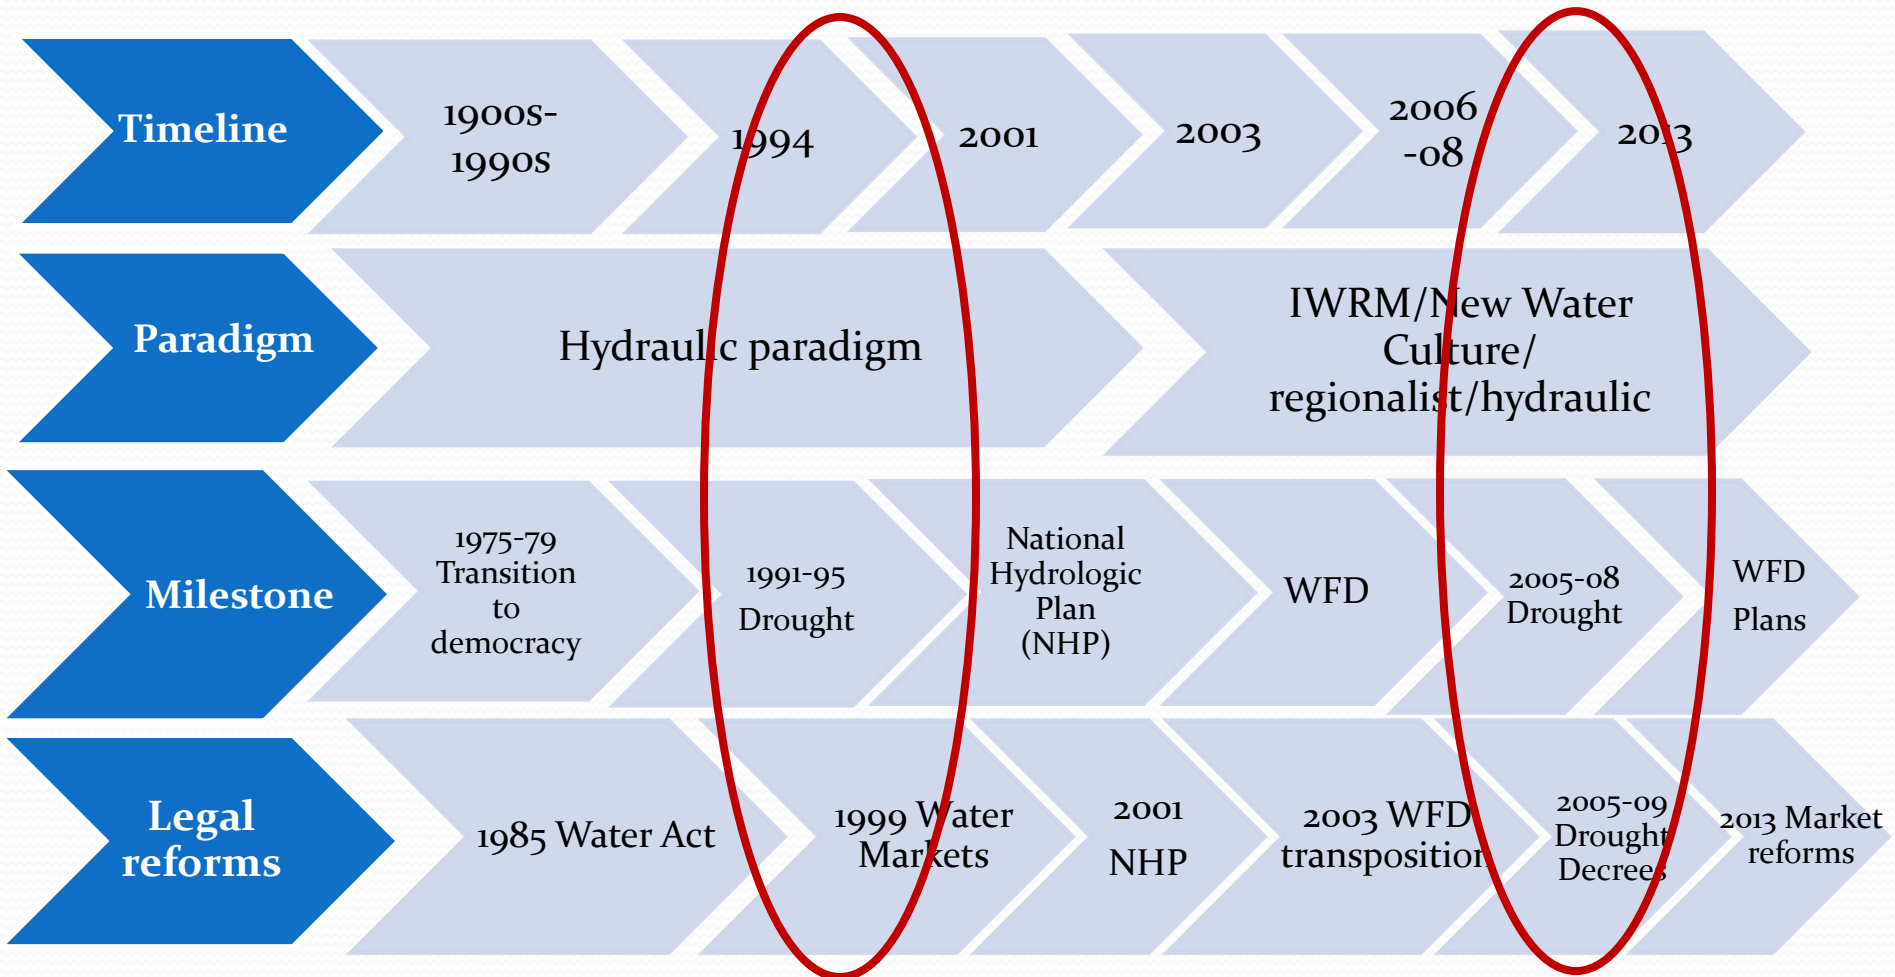 Timeline
1900s-
1990s
1994
2001
2003
2006
-08
2013
Paradigm
Hydraulic paradigm
IWRM/New Water
Culture/
regionalist/hydraulic
Milestone
1975-79
Transition
to
democracy
1991-95
Drought
National
Hydrologic
Plan
(NHP)
WFD
2005-08
Drought
WFD
Plans
Legal
reforms
1985 Water Act
1999 Water
Markets
2001
NHP
2003 WFD
transposition
2005-09
Drought
Decrees
2013 Market
reforms